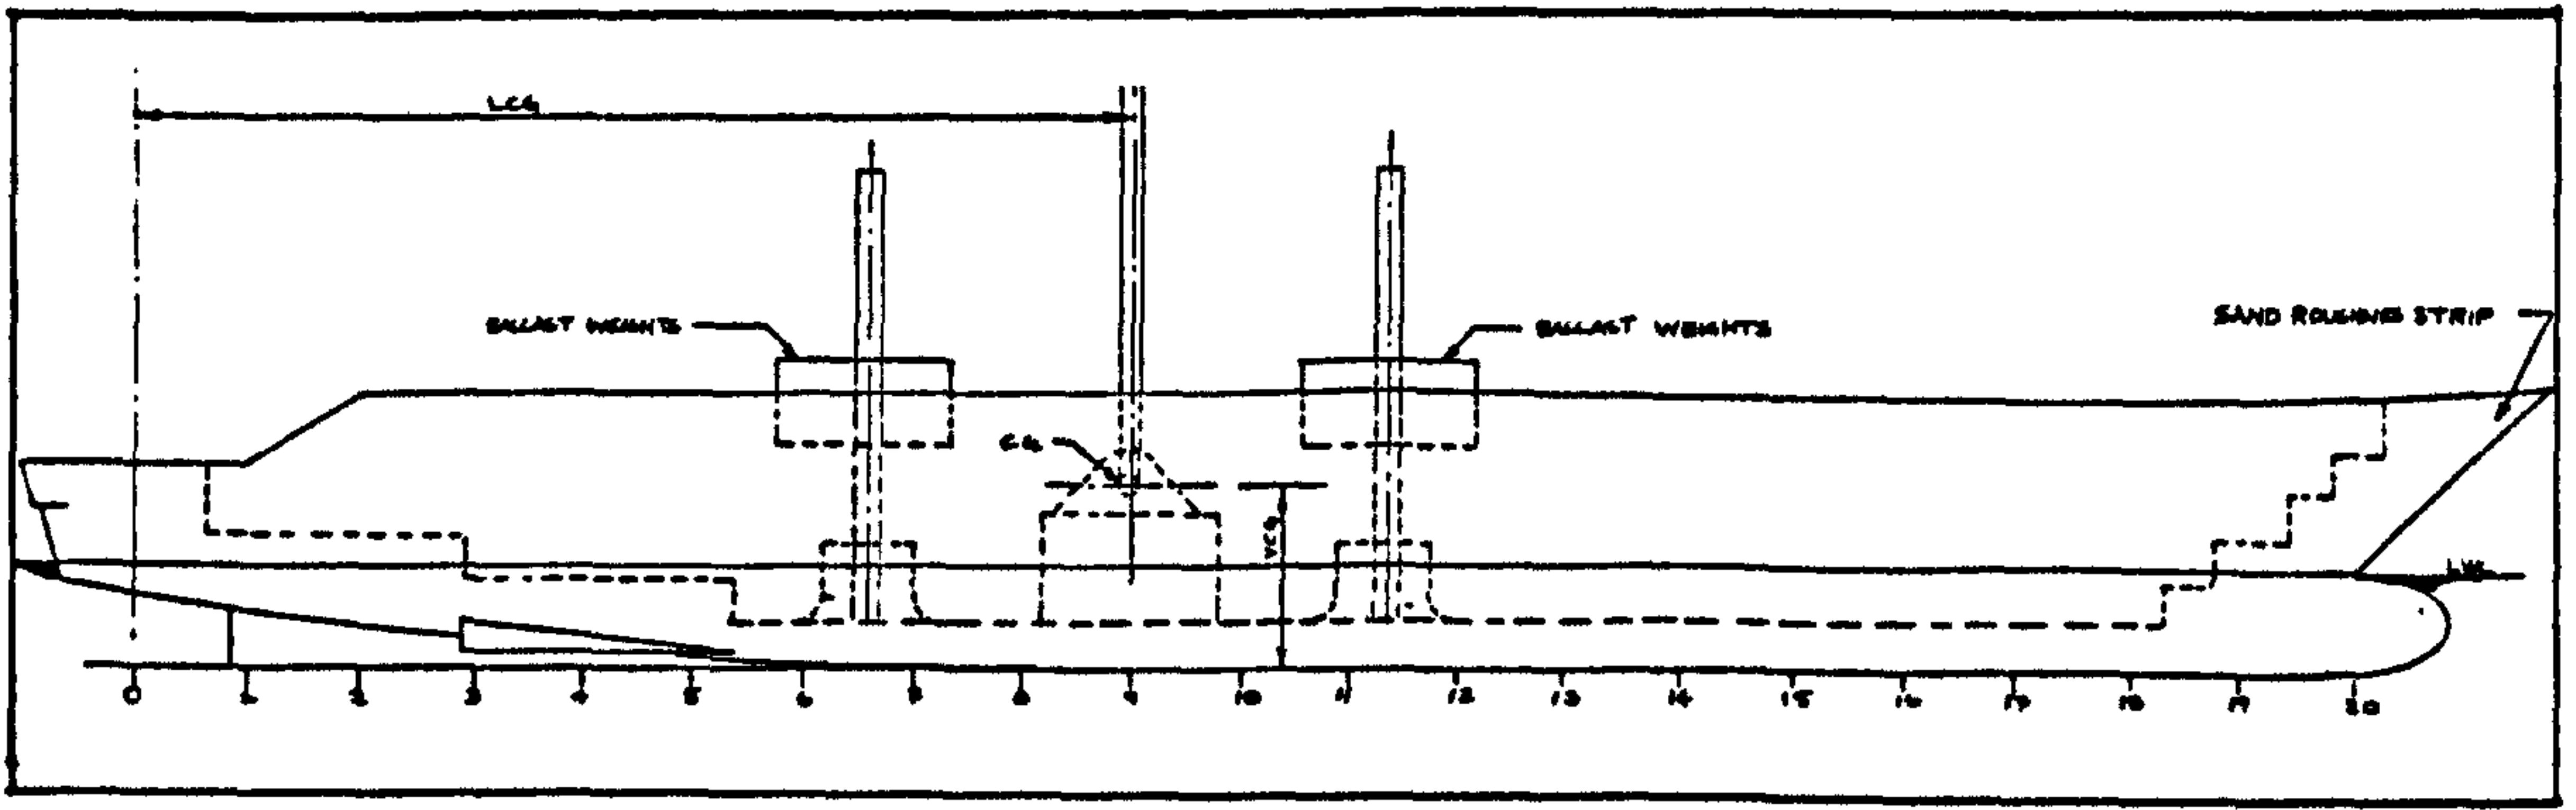 LCG
BALLAST WEIGHTS
BALLAST WEIGHTS
SAND ROUGHNESS STRIP
CG
VCG
LWL
0 1 2 3 4 5 6 7 8 9 10 11 12 13 14 15 16 17 18 19 20